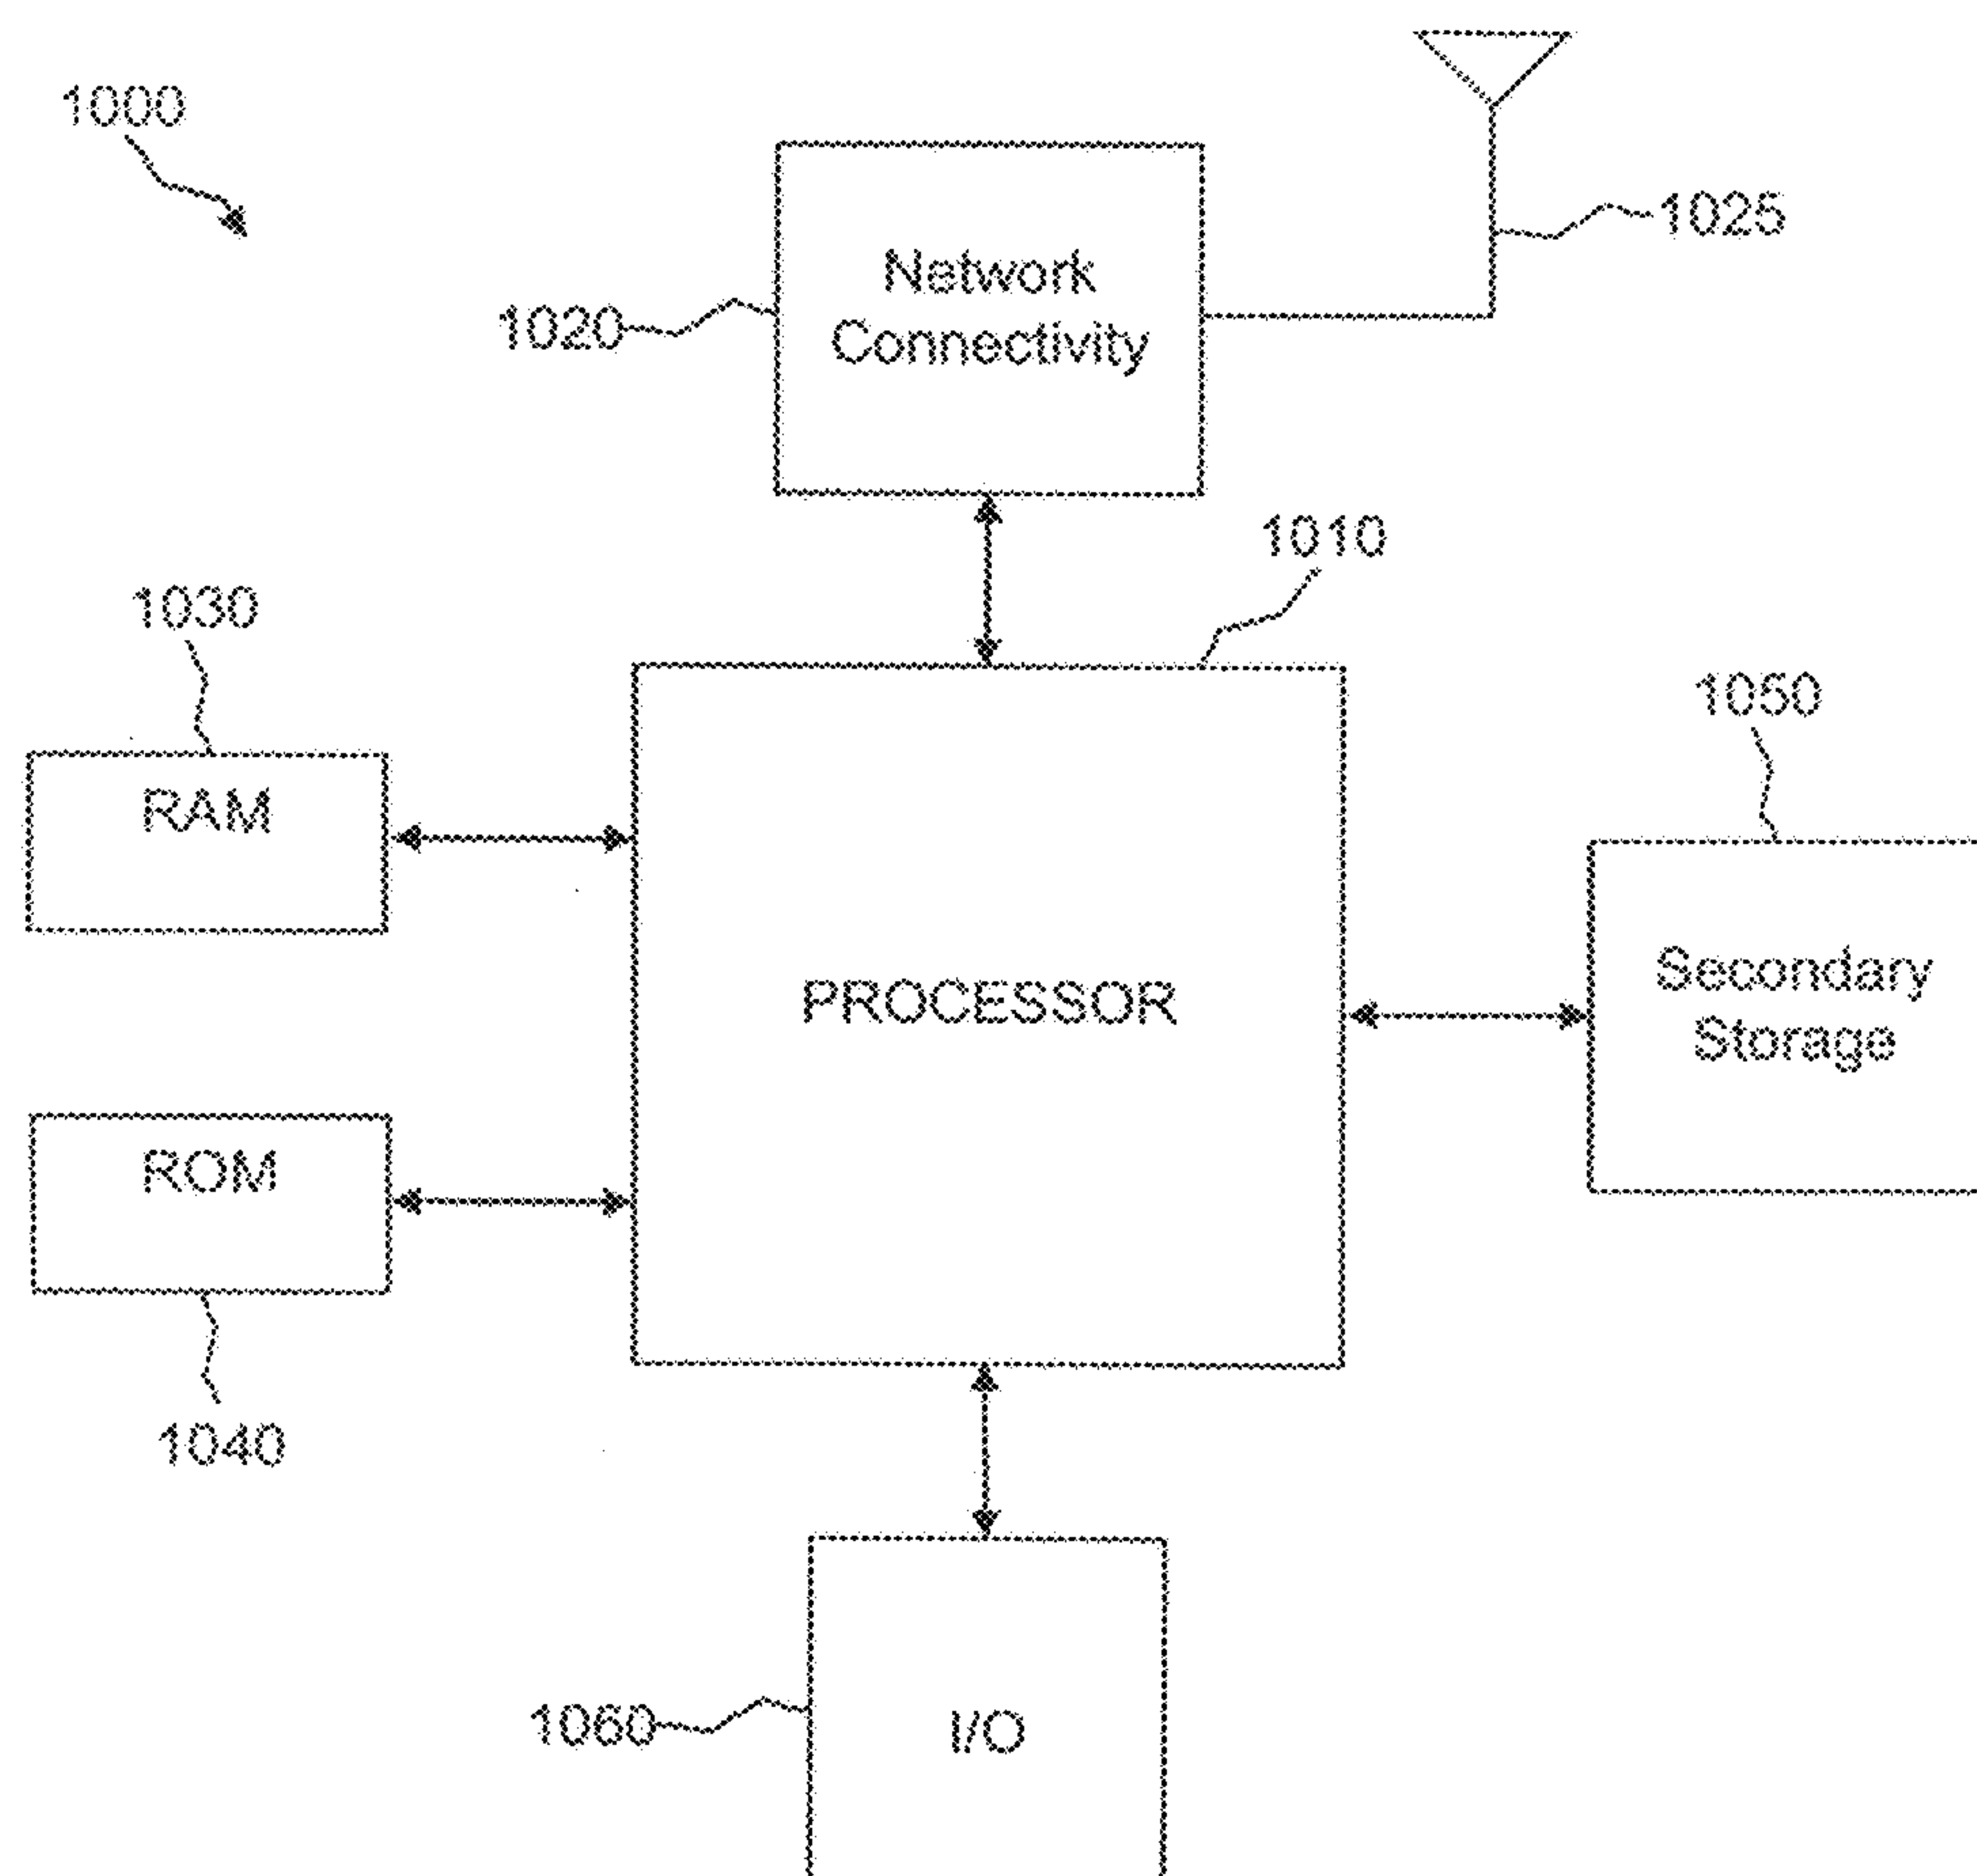 1000
1025
Network
Connectivity
1020
1010
1030
1050
RAM
Secondary
Storage
PROCESSOR
ROM
1040
1060
I/O